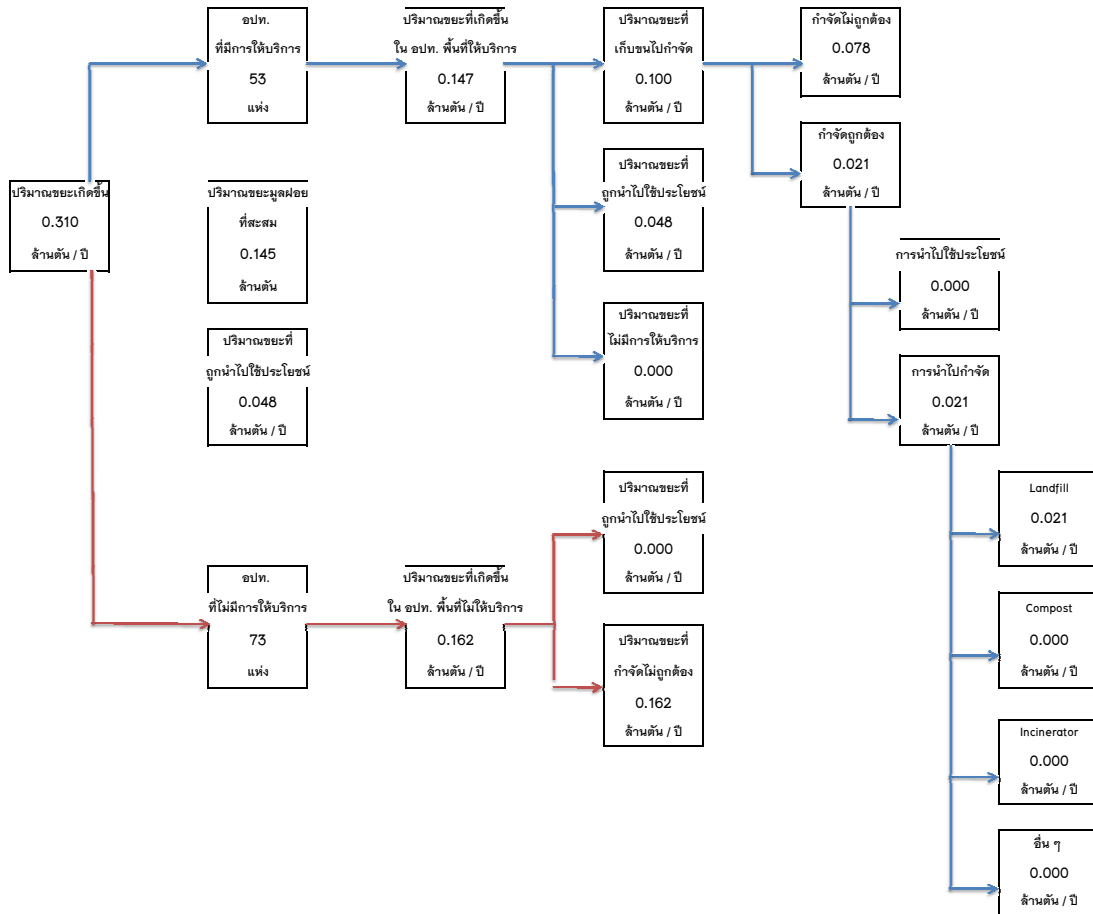 อปท.
ที่มีการให้บริการ
53
แห่ง
ปริมาณขยะที่เกิดขึ้น
ใน อปท. พื้นที่ให้บริการ
0.147
ล้านตัน / ปี
ปริมาณขยะที่
เก็บขนไปกำจัด
0.100
ล้านตัน / ปี
กำจัดไม่ถูกต้อง
0.078
ล้านตัน / ปี
กำจัดถูกต้อง
0.021
ล้านตัน / ปี
ปริมาณขยะเกิดขึ้น
0.310
ล้านตัน / ปี
ปริมาณขยะมูลฝอย
ที่สะสม
0.145
ล้านตัน
ปริมาณขยะที่
ถูกนำไปใช้ประโยชน์
0.048
ล้านตัน / ปี
การนำไปใช้ประโยชน์
0.000
ล้านตัน / ปี
ปริมาณขยะที่
ถูกนำไปใช้ประโยชน์
0.048
ล้านตัน / ปี
ปริมาณขยะที่
ไม่มีการให้บริการ
0.000
ล้านตัน / ปี
การนำไปกำจัด
0.021
ล้านตัน / ปี
ปริมาณขยะที่
ถูกนำไปใช้ประโยชน์
0.000
ล้านตัน / ปี
Landfill
0.021
ล้านตัน / ปี
อปท.
ที่ไม่มีการให้บริการ
73
แห่ง
ปริมาณขยะที่เกิดขึ้น
ใน อปท. พื้นที่ไม่ให้บริการ
0.162
ล้านตัน / ปี
ปริมาณขยะที่
กำจัดไม่ถูกต้อง
0.162
ล้านตัน / ปี
Compost
0.000
ล้านตัน / ปี
Incinerator
0.000
ล้านตัน / ปี
อื่น ๆ
0.000
ล้านตัน / ปี